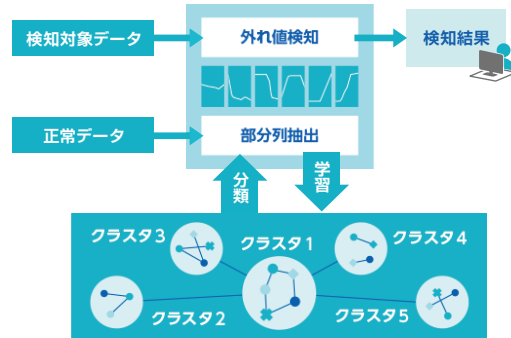 検知対象データ
外れ値検知
検知結果
正常データ
部分列抽出
分類
学習
クラスタ3
クラスタ1
クラスタ4
クラスタ2
クラスタ5